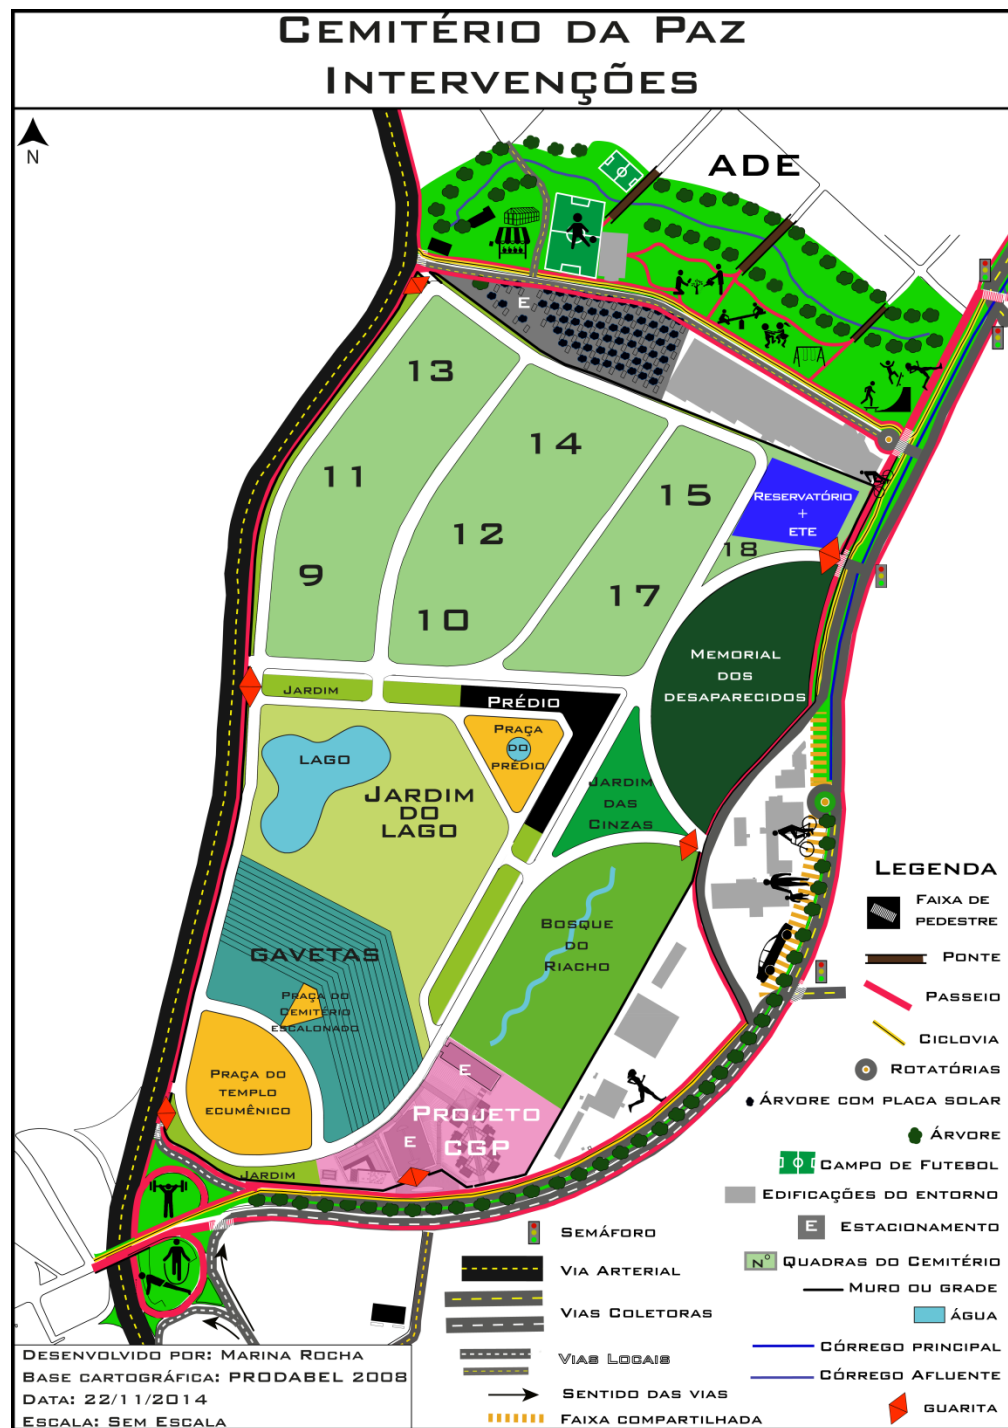 Cemitério da Paz
Intervenções
N
ADE
E
13
14
11
15
Reservatório
+
ETE
12
18
9
17
10
Memorial
dos
desaparecidos
Jardim
Prédio
Praça
do
prédio
Lago
Jardim
do
Lago
Jardim
das
Cinzas
Bosque
do
Riacho
Gavetas
Praça do
Cemitério
escalonado
Praça do
templo
ecumênico
E
Projeto
CGP
E
Jardim
Legenda
Faixa de
pedestre
Ponte
Passeio
Ciclovia
Rotatórias
Árvore com placa solar
Árvore
Campo de Futebol
Edificações do entorno
E Estacionamento
Nº Quadras do Cemitério
Muro ou grade
Água
Córrego principal
Córrego Afluente
guarita
Semáforo
Via Arterial
Vias Coletoras
Vias Locais
Sentido das vias
Faixa compartilhada
Desenvolvido por: Marina Rocha
Base cartográfica: PRODABEL 2008
Data: 22/11/2014
Escala: Sem Escala